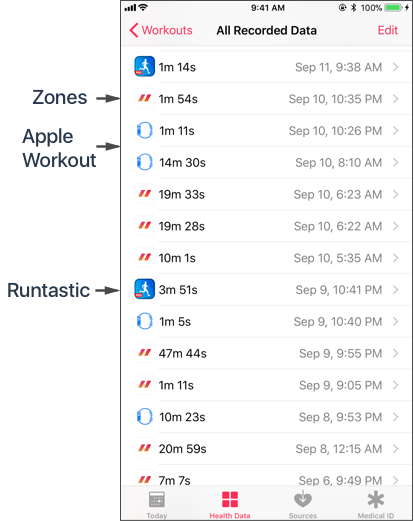 9:41 AM
100%
Workouts
All Recorded Data
Edit
1m 14s
Sep 11, 9:38 AM
Zones
1m 54s
Sep 10, 10:35 PM
Apple
Workout
1m 11s
Sep 10, 10:26 PM
14m 30s
Sep 10, 8:10 AM
19m 33s
Sep 10, 6:23 AM
19m 28s
Sep 10, 6:22 AM
10m 1s
Sep 10, 5:35 AM
Runtastic
3m 51s
Sep 9, 10:41 PM
1m 5s
Sep 9, 10:40 PM
47m 44s
Sep 9, 9:55 PM
1m 11s
Sep 9, 9:05 PM
10m 23s
Sep 8, 9:53 PM
20m 59s
Sep 8, 12:15 AM
7m 7s
Sep 6, 9:49 PM
Today
Health Data
Sources
Medical ID